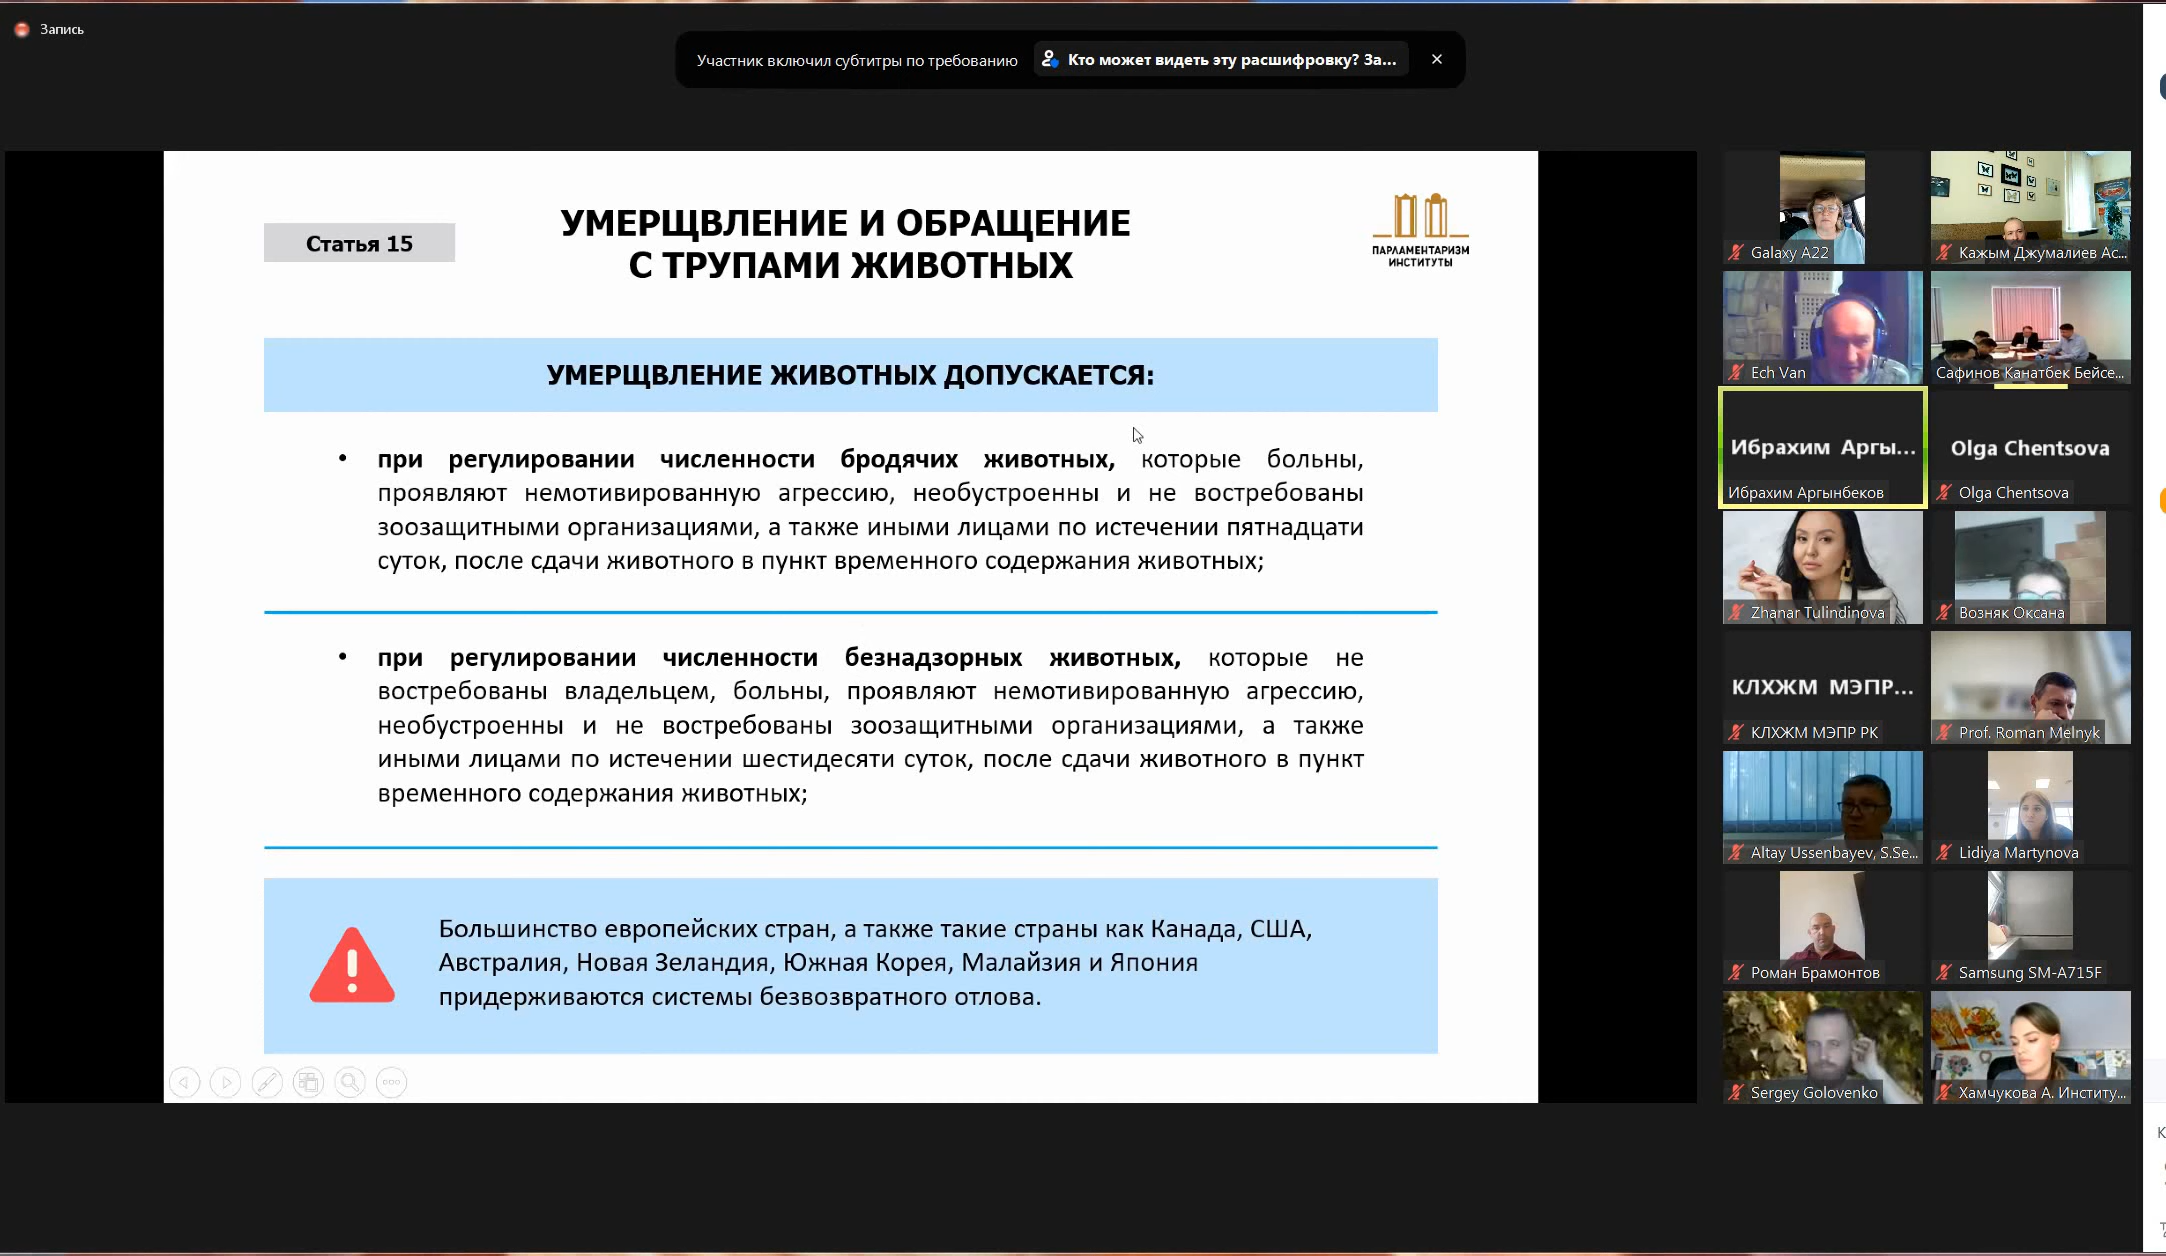 Запись
Участник включил субтитры по требованию
Кто может видеть эту расшифровку? За...
Статья 15
УМЕРЩВЛЕНИЕ И ОБРАЩЕНИЕ
С ТРУПАМИ ЖИВОТНЫХ
ПАРЛАМЕНТАРИЗМ
ИНСТИТУТЫ
УМЕРЩВЛЕНИЕ ЖИВОТНЫХ ДОПУСКАЕТСЯ:
• при регулировании численности бродячих животных, которые больны,
проявляют немотивированную агрессию, необустроенны и не востребованы
зоозащитными организациями, а также иными лицами по истечении пятнадцати
суток, после сдачи животного в пункт временного содержания животных;
• при регулировании численности безнадзорных животных, которые не
востребованы владельцем, больны, проявляют немотивированную агрессию,
необустроенны и не востребованы зоозащитными организациями, а также
иными лицами по истечении шестидесяти суток, после сдачи животного в пункт
временного содержания животных;
Большинство европейских стран, а также такие страны как Канада, США,
Австралия, Новая Зеландия, Южная Корея, Малайзия и Япония
придерживаются системы безвозвратного отлова.
Galaxy A22
Кажым Джумалиев Ас...
Ech Van
Сафинов Канатбек Бейсе...
Ибрахим Аргы...
Ибрахим Аргынбеков
Olga Chentsova
Olga Chentsova
Zhanar Tulindinova
Возняк Оксана
КЛХЖМ МЭПР...
КЛХЖМ МЭПР РК
Prof. Roman Melnyk
Altay Ussenbayev, S.Se...
Lidiya Martynova
Роман Брамонтов
Samsung SM-A715F
Sergey Golovenko
Хамчукова А. Институ...